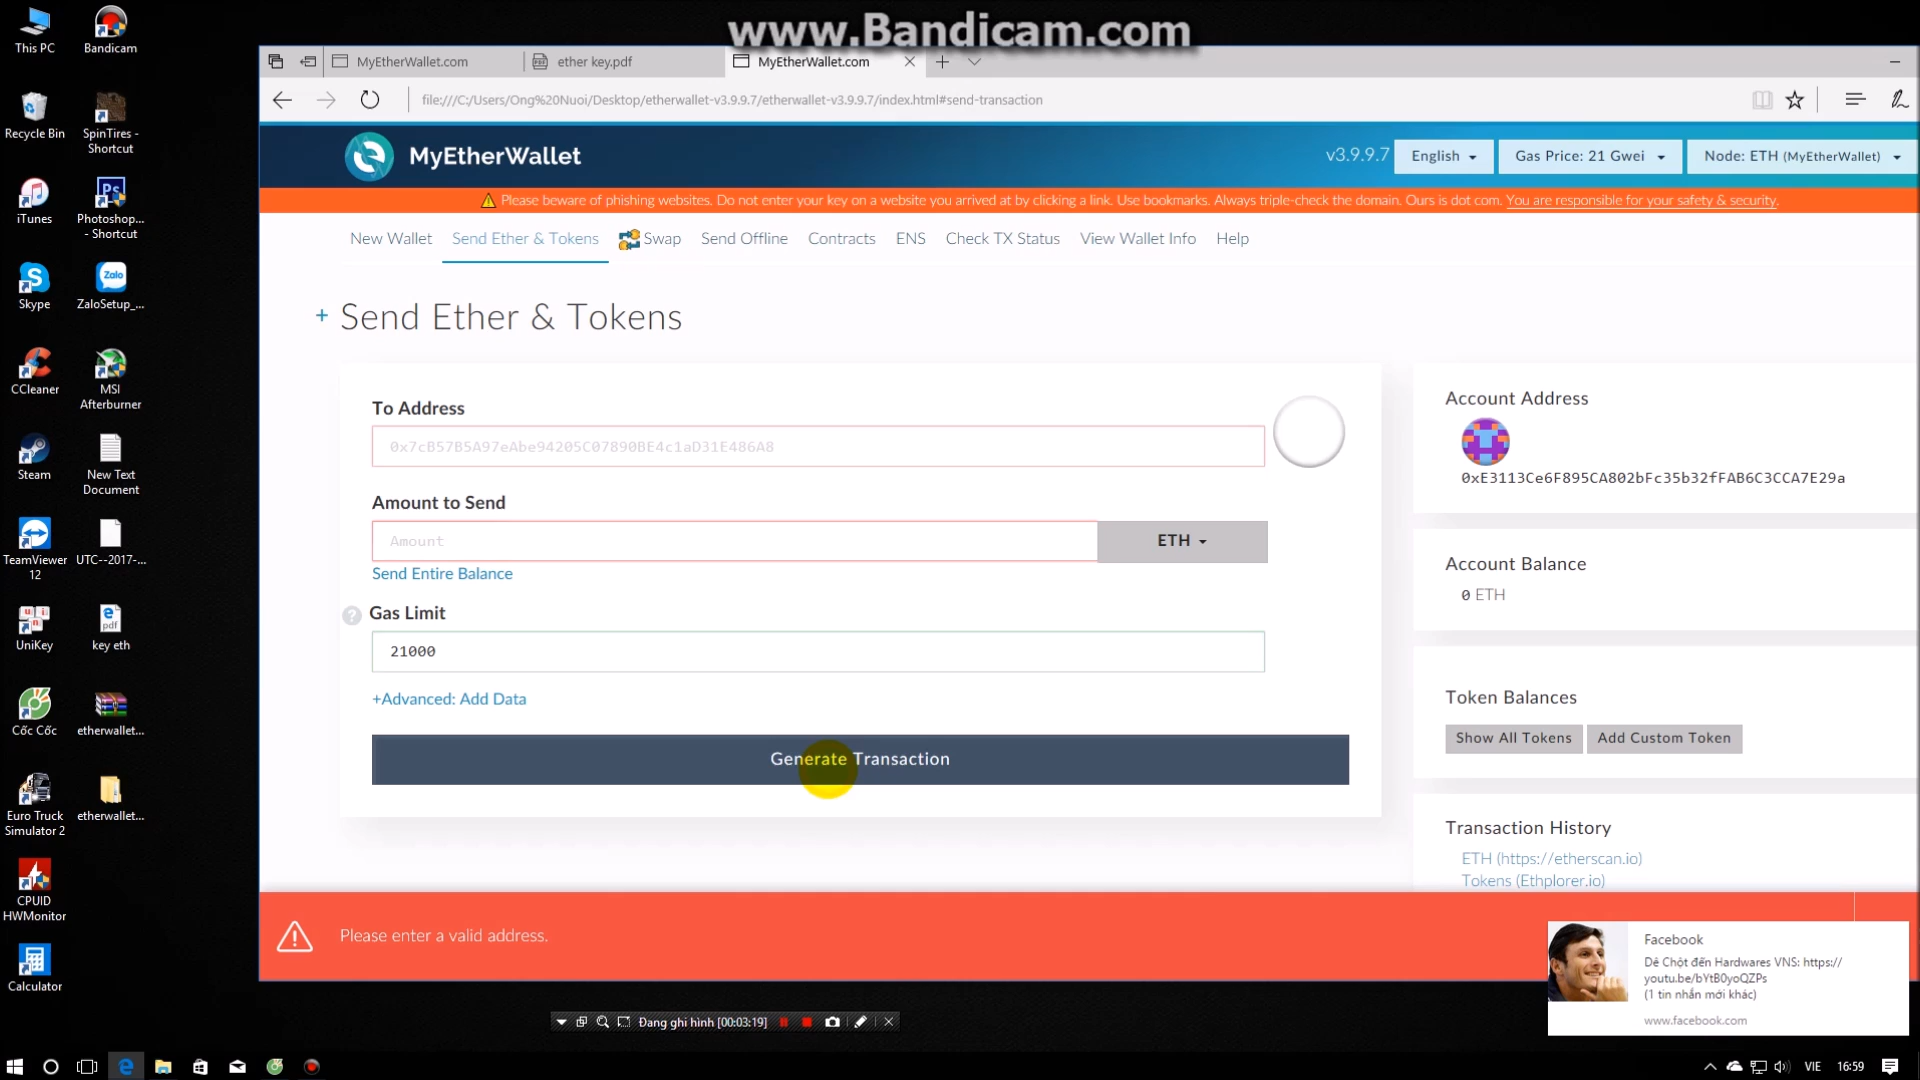 www.Bandicam.com
This PC
Bandicam
Recycle Bin
SpinTires -
Shortcut
iTunes
Photoshop...
- Shortcut
Skype
Zalo
ZaloSetup_...
CCleaner
MSI
Afterburner
Steam
New Text
Document
TeamViewer
12
UTC--2017-...
UniKey
key eth
Cốc Cốc
etherwallet...
Euro Truck
Simulator 2
etherwallet...
CPUID
HWMonitor
Calculator
MyEtherWallet.com
ether key.pdf
MyEtherWallet.com
file:///C:/Users/Ong%20Nuoi/Desktop/etherwallet-v3.9.9.7/etherwallet-v3.9.9.7/index.html#send-transaction
MyEtherWallet
v3.9.9.7
English
Gas Price: 21 Gwei
Node: ETH (MyEtherWallet)
Please beware of phishing websites. Do not enter your key on a website you arrived at by clicking a link. Use bookmarks. Always triple-check the domain. Ours is dot com. You are responsible for your safety & security.
New Wallet
Send Ether & Tokens
Swap
Send Offline
Contracts
ENS
Check TX Status
View Wallet Info
Help
+ Send Ether & Tokens
To Address
0x7cB57B5A97eAbe94205C07890BE4c1aD31E486A8
Amount to Send
Amount
ETH
Send Entire Balance
? Gas Limit
21000
+Advanced: Add Data
Generate Transaction
Account Address
0xE3113Ce6F895CA802bFc35b32fFAB6C3CCA7E29a
Account Balance
0 ETH
Token Balances
Show All Tokens
Add Custom Token
Transaction History
ETH (https://etherscan.io)
Tokens (Ethplorer.io)
Please enter a valid address.
Facebook
Dê Chột đến Hardwares VNS: https://
youtu.be/bYtB0yoQZPs
(1 tin nhắn mới khác)
www.facebook.com
Đang ghi hình [00:03:19]
VIE
16:59